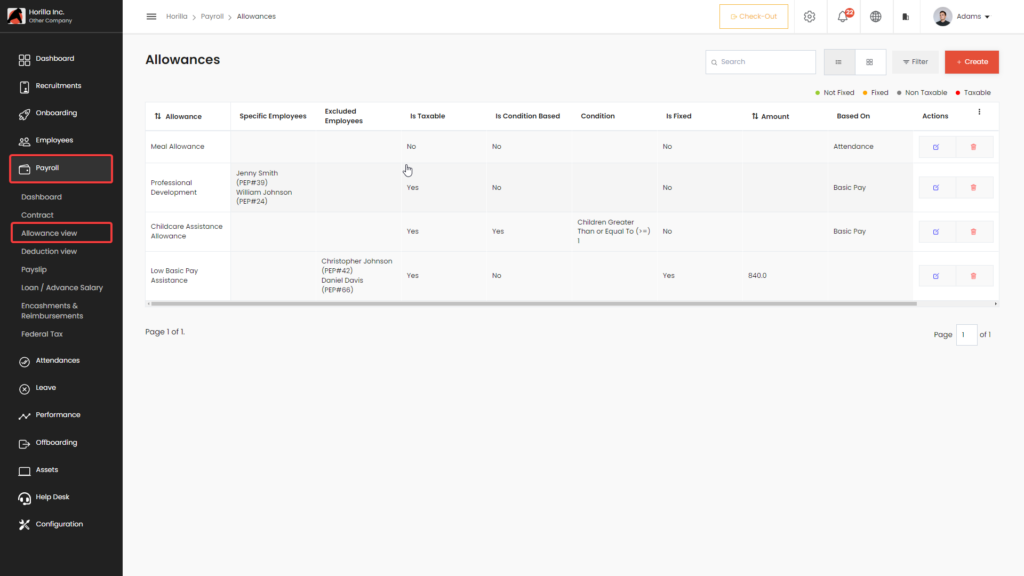 Horilla Inc.
Other Company
Dashboard
Recruitments
Onboarding
Employees
Payroll
Dashboard
Contract
Allowance view
Deduction view
Payslip
Loan / Advance Salary
Encashments &
Reimbursements
Federal Tax
Attendances
Leave
Performance
Offboarding
Assets
Help Desk
Configuration
Horilla > Payroll > Allowances
Check-Out
22
Adams
Allowances
Search
Filter
+ Create
Not Fixed Fixed Non Taxable Taxable
Allowance Specific Employees Excluded Employees Is Taxable Is Condition Based Condition Is Fixed Amount Based On Actions
Meal Allowance No No No Attendance
Professional Development Jenny Smith (PEP#39) William Johnson (PEP#24) Yes No No Basic Pay
Childcare Assistance Allowance Yes Yes Children Greater Than or Equal To (>=) 1 No Basic Pay
Low Basic Pay Assistance Christopher Johnson (PEP#42) Daniel Davis (PEP#66) Yes No Yes 840.0
Page 1 of 1.
Page 1 of 1